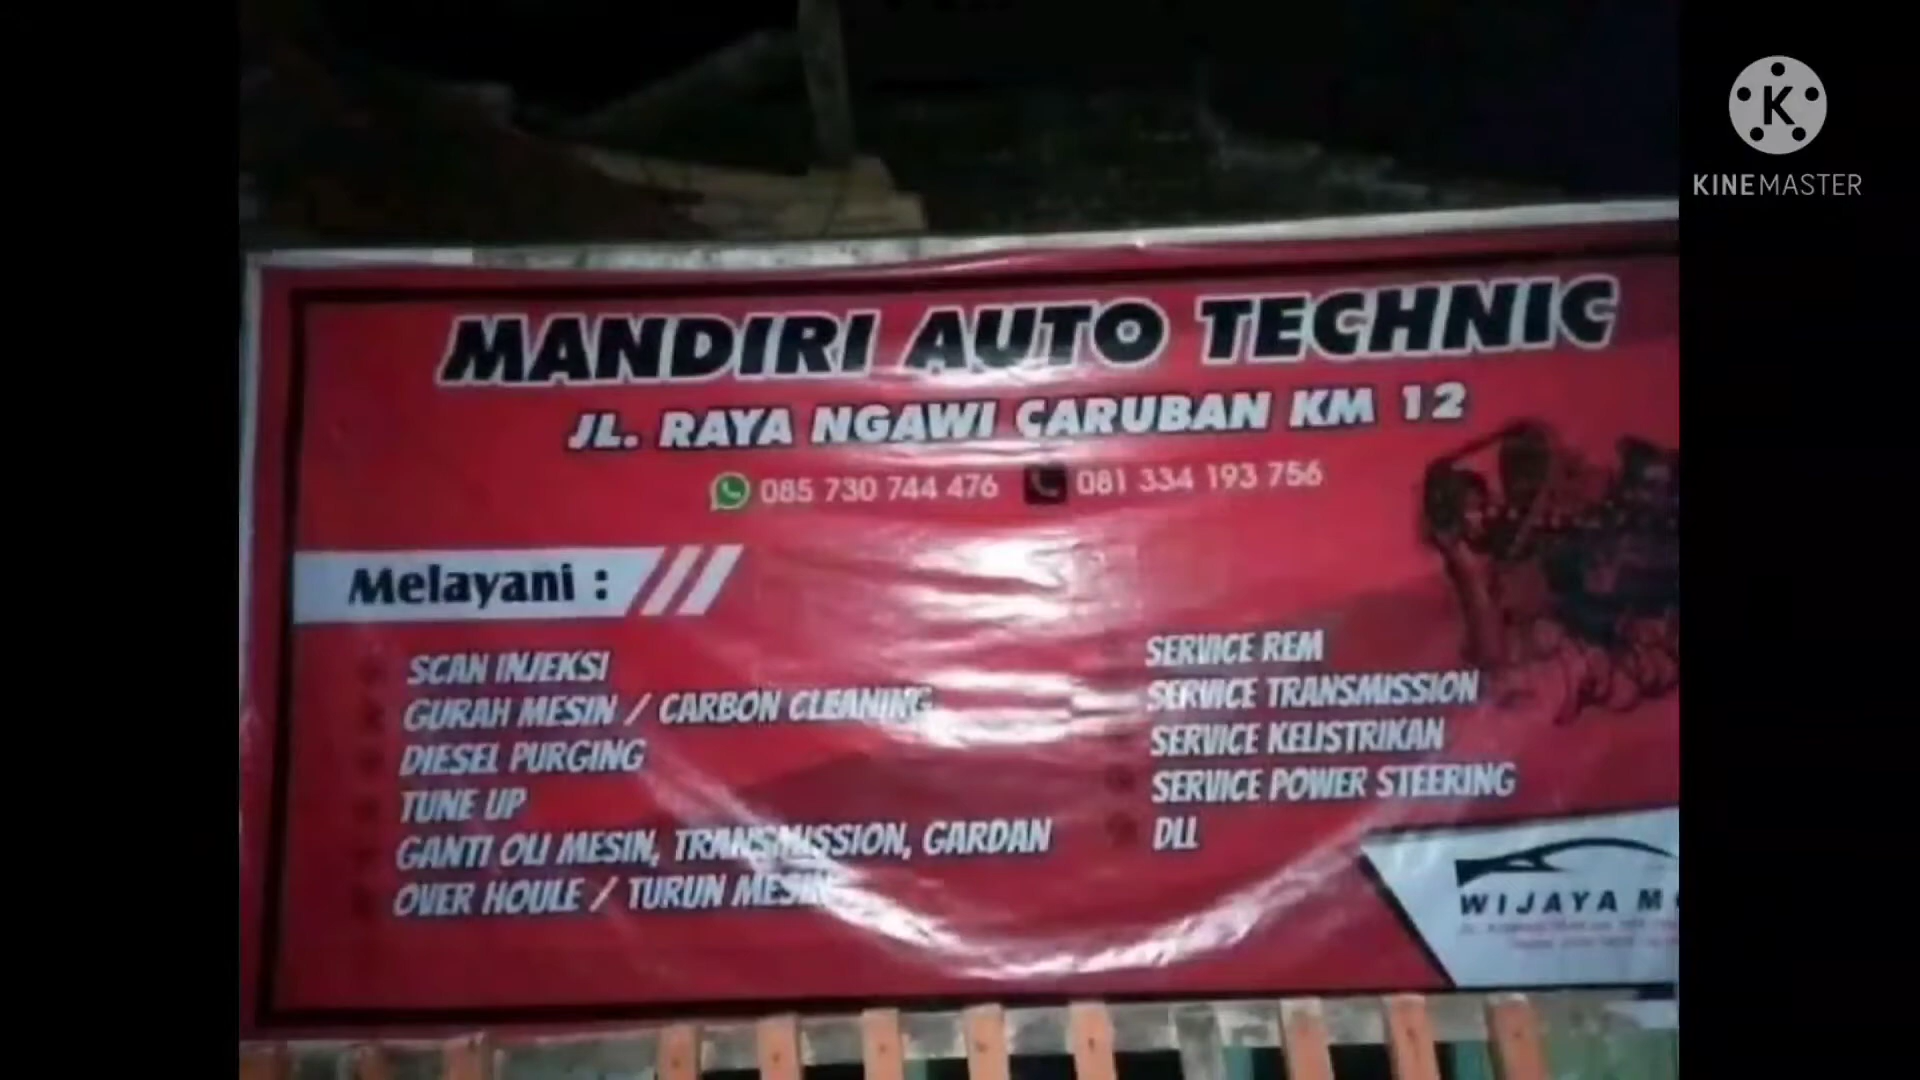 KINEMASTER
MANDIRI AUTO TECHNIC
JL. RAYA NGAWI CARUBAN KM 12
085 730 744 476 081 334 193 756
Melayani :
SCAN INJEKSI
GURAH MESIN / CARBON CLEANING
DIESEL PURGING
TUNE UP
GANTI OLI MESIN, TRANSMISSION, GARDAN
OVER HOULE / TURUN MESIN
SERVICE REM
SERVICE TRANSMISSION
SERVICE KELISTRIKAN
SERVICE POWER STEERING
DLL
WIJAYA